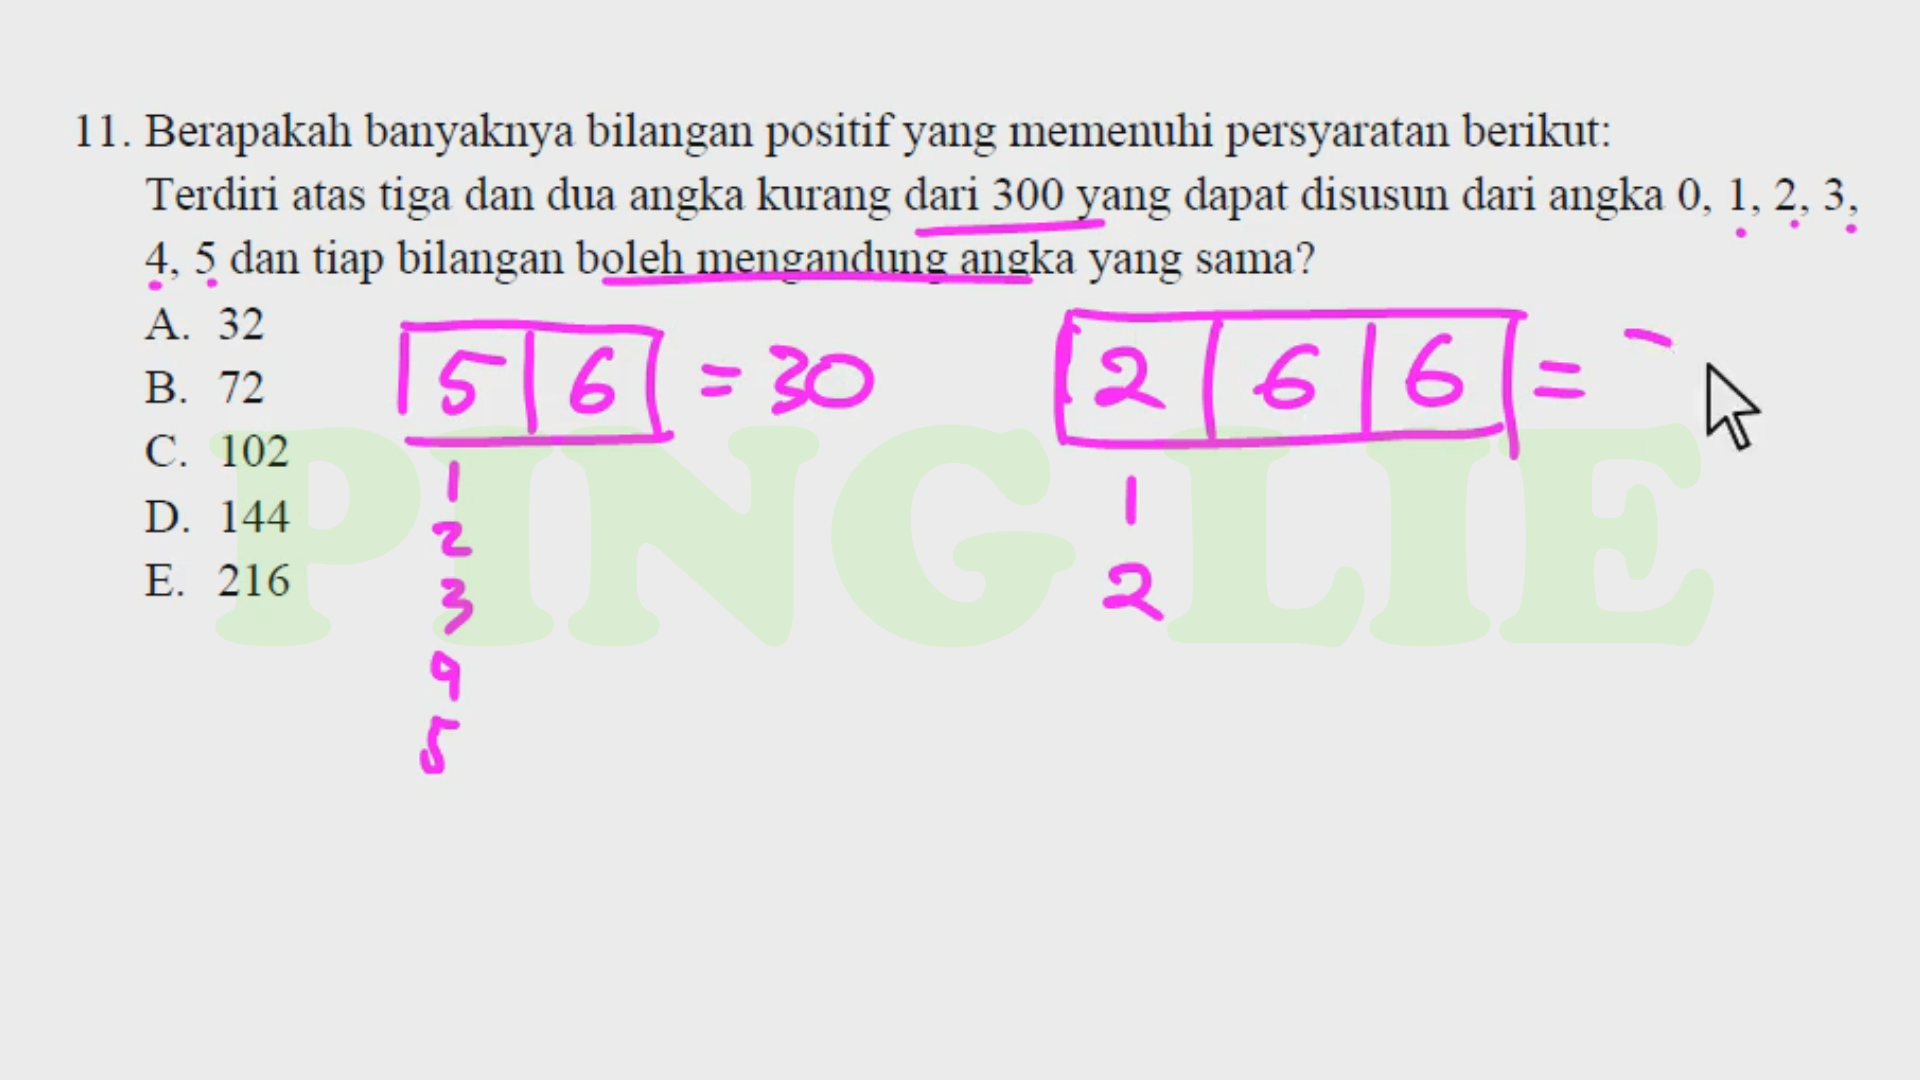 11. Berapakah banyaknya bilangan positif yang memenuhi persyaratan berikut:
Terdiri atas tiga dan dua angka kurang dari 300 yang dapat disusun dari angka 0, 1, 2, 3,
4, 5 dan tiap bilangan boleh mengandung angka yang sama?
A. 32
B. 72
C. 102
D. 144
E. 216
5 6 = 30
1
2
3
4
5
2 6 6 =
1
2
PING LIE